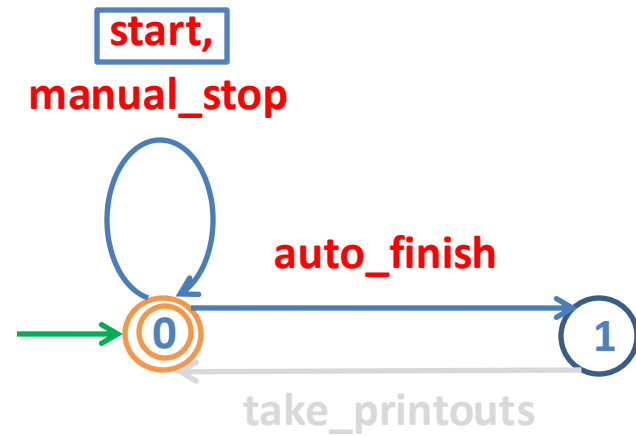 start,
manual_stop
auto_finish
0
1
take_printouts